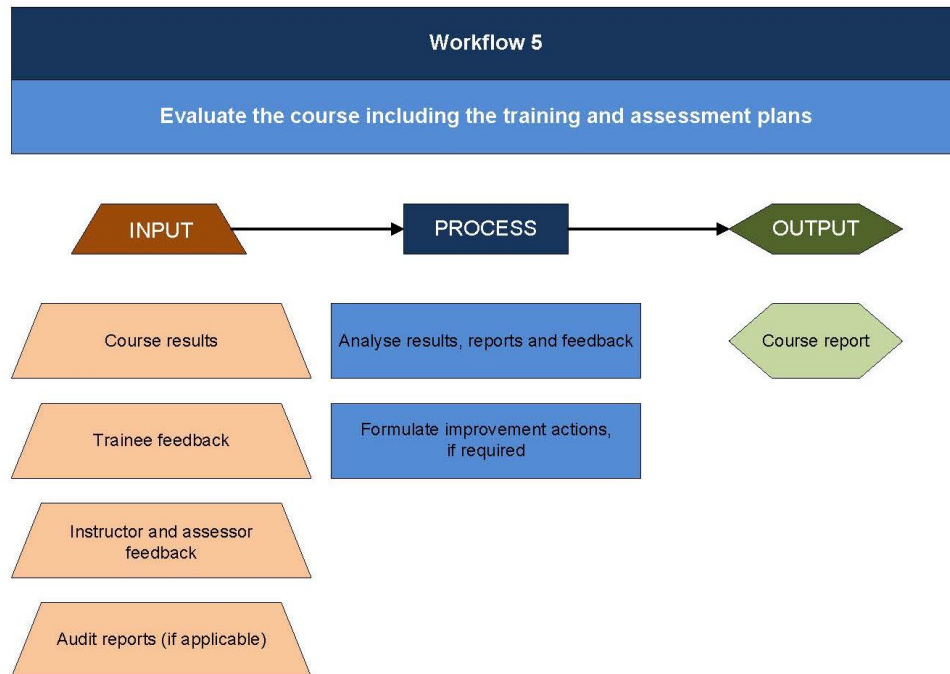 Workflow 5
Evaluate the course including the training and assessment plans
INPUT
PROCESS
OUTPUT
Course results
Analyse results, reports and feedback
Course report
Trainee feedback
Formulate improvement actions,
if required
Instructor and assessor
feedback
Audit reports (if applicable)